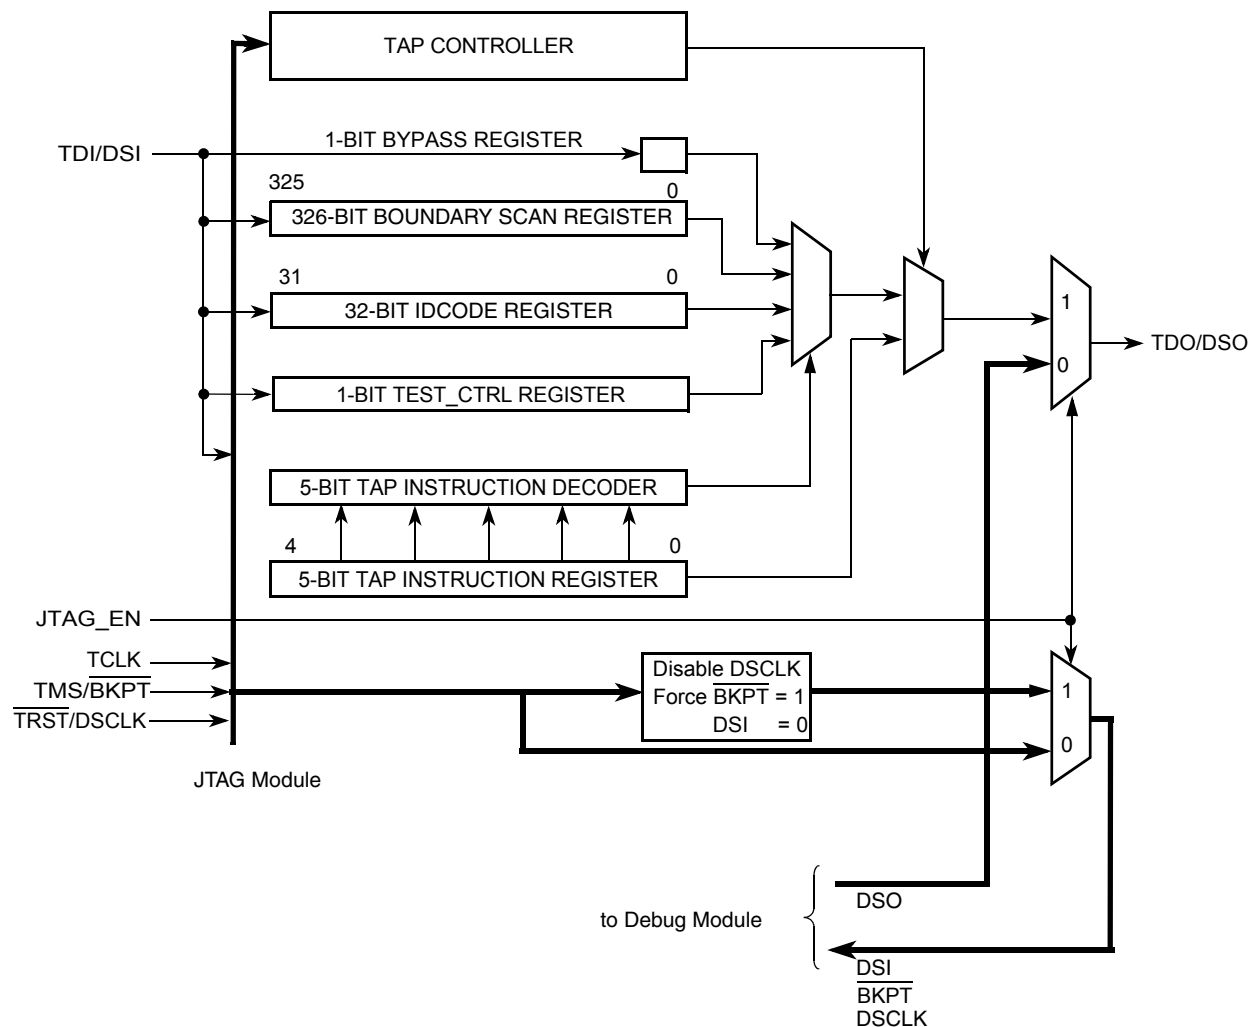 TAP CONTROLLER
1-BIT BYPASS REGISTER
TDI/DSI
325
0
326-BIT BOUNDARY SCAN REGISTER
31
0
32-BIT IDCODE REGISTER
1
0
TDO/DSO
1-BIT TEST_CTRL REGISTER
5-BIT TAP INSTRUCTION DECODER
4
0
5-BIT TAP INSTRUCTION REGISTER
JTAG_EN
TCLK
TMS/BKPT
TRST/DSCLK
Disable DSCLK
Force BKPT = 1
DSI = 0
1
0
JTAG Module
to Debug Module
DSO
DSI
BKPT
DSCLK